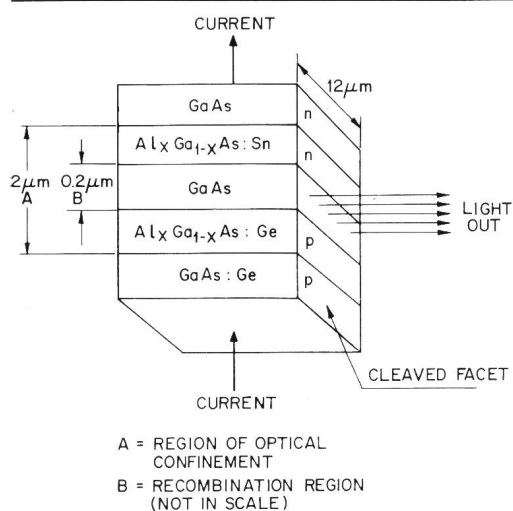 CURRENT
12μm
GaAs
n
AlxGa1-xAs:Sn
n
2μm
A
0.2μm
B
GaAs
LIGHT
OUT
AlxGa1-xAs:Ge
p
GaAs:Ge
p
CLEAVED FACET
CURRENT
A = REGION OF OPTICAL
CONFINEMENT
B = RECOMBINATION REGION
(NOT IN SCALE)